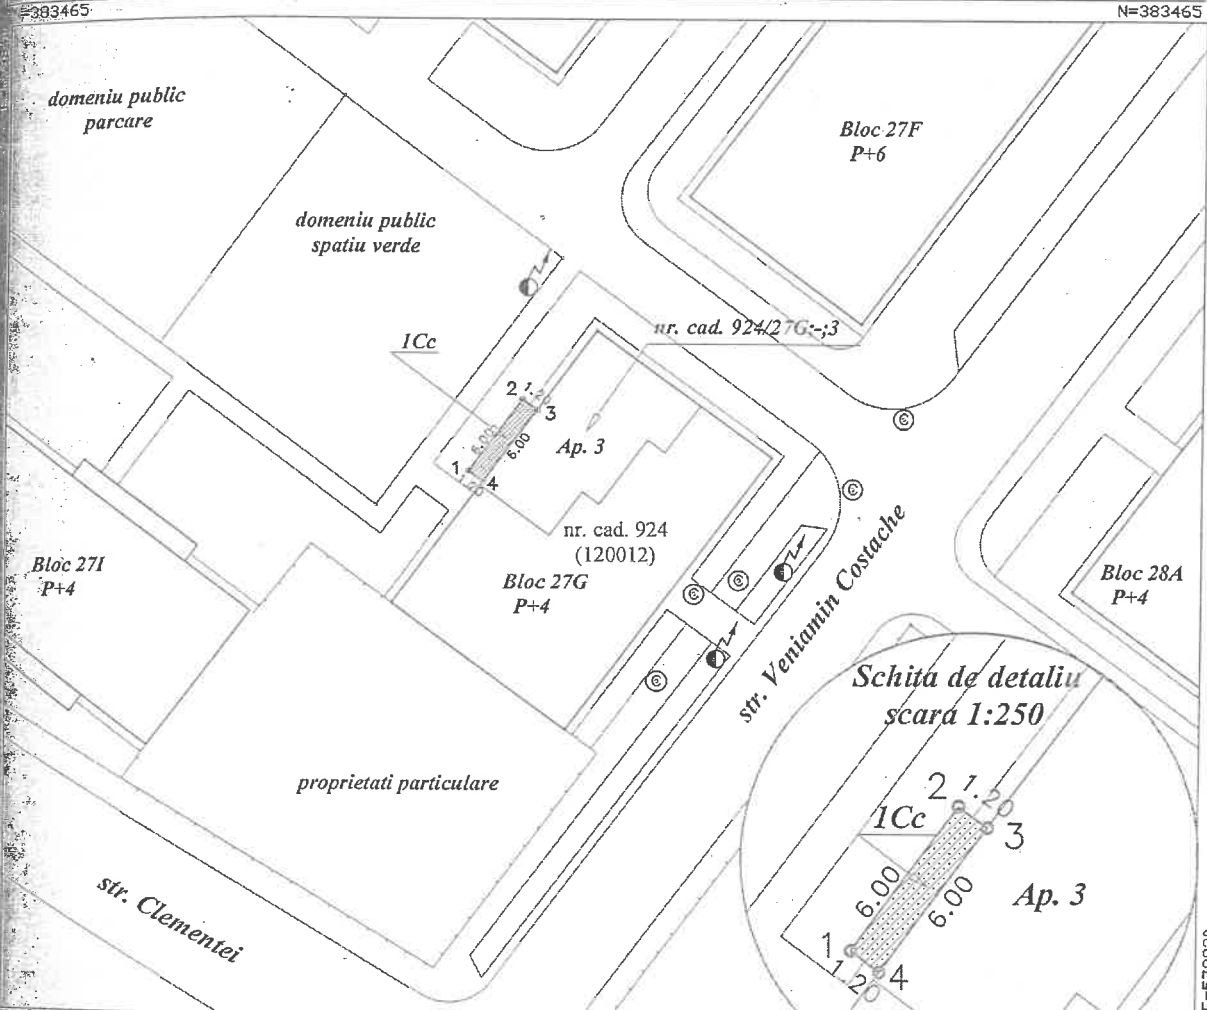 =383465
N=383465
domeniu public
parcare
Bloc 27F
P+6
domeniu public
spatiu verde
nr. cad. 924/27G;-;3
1Cc
2
1.20
3
6.00
6.00
Ap. 3
1
1.20
4
nr. cad. 924
(120012)
Bloc 27I
P+4
Bloc 27G
P+4
Bloc 28A
P+4
str. Veniamin Costache
Schita de detaliu
scara 1:250
proprietati particulare
2
1.20
1Cc
3
6.00
6.00
Ap. 3
str. Clementei
1
1.20
4